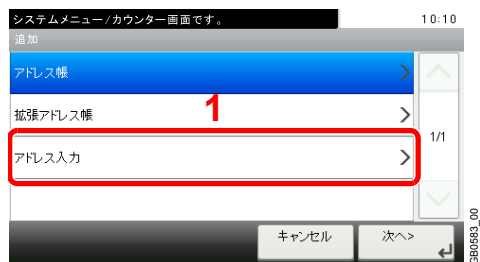 システムメニュー/カウンター画面です。 10:10
追加
アドレス帳
拡張アドレス帳
1
1/1
アドレス入力
キャンセル 次へ>
GB0583_00